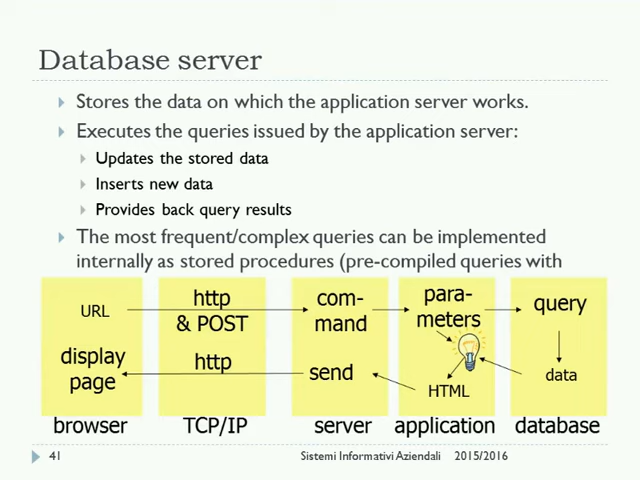 Database server
Stores the data on which the application server works.
Executes the queries issued by the application server:
Updates the stored data
Inserts new data
Provides back query results
The most frequent/complex queries can be implemented
internally as stored procedures (pre-compiled queries with
URL
http
& POST
com-
mand
para-
meters
query
display
page
http
send
HTML
data
browser
TCP/IP
server
application
database
41
Sistemi Informativi Aziendali
2015/2016